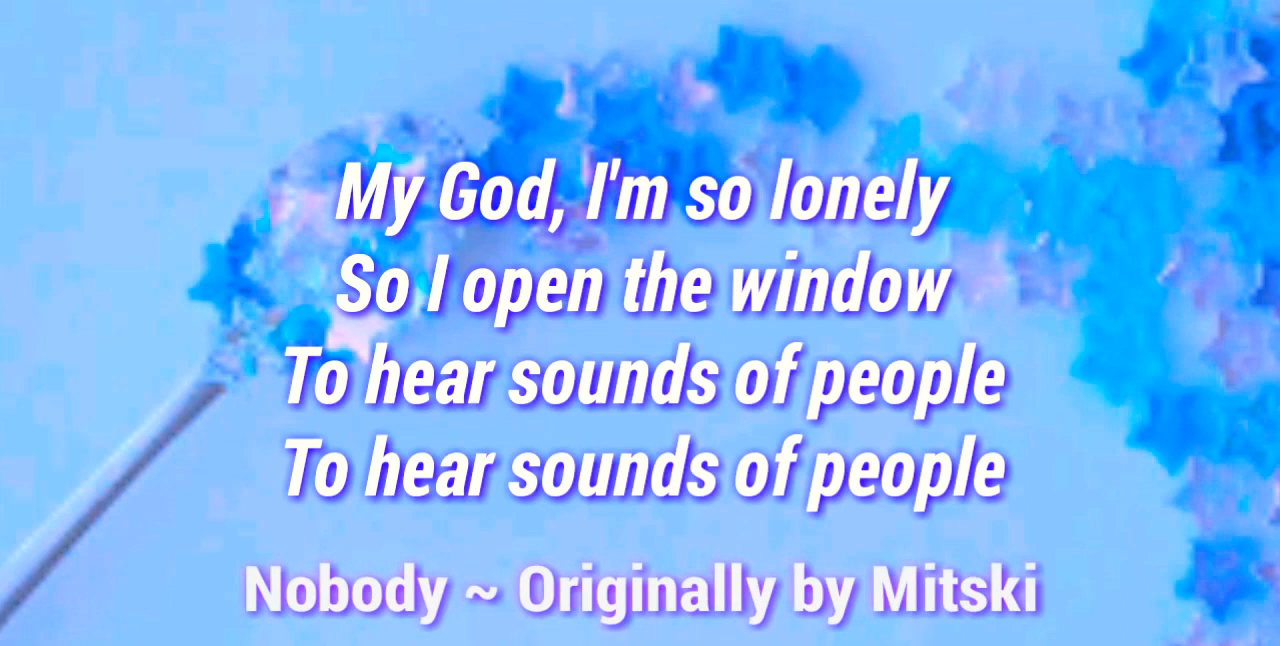 My God, I'm so lonely
So I open the window
To hear sounds of people
To hear sounds of people
Nobody ~ Originally by Mitski